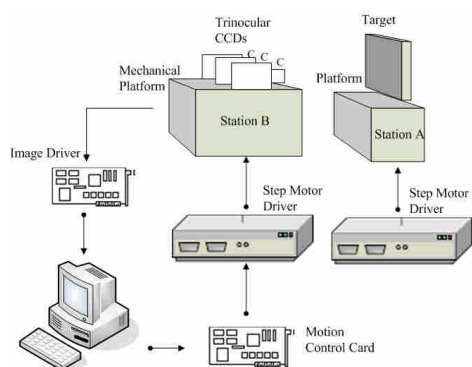 Trinocular
CCDs
Target
C
C
C
Mechanical
Platform
Platform
Station B
Station A
Image Driver
Step Motor
Driver
Step Motor
Driver
Motion
Control Card